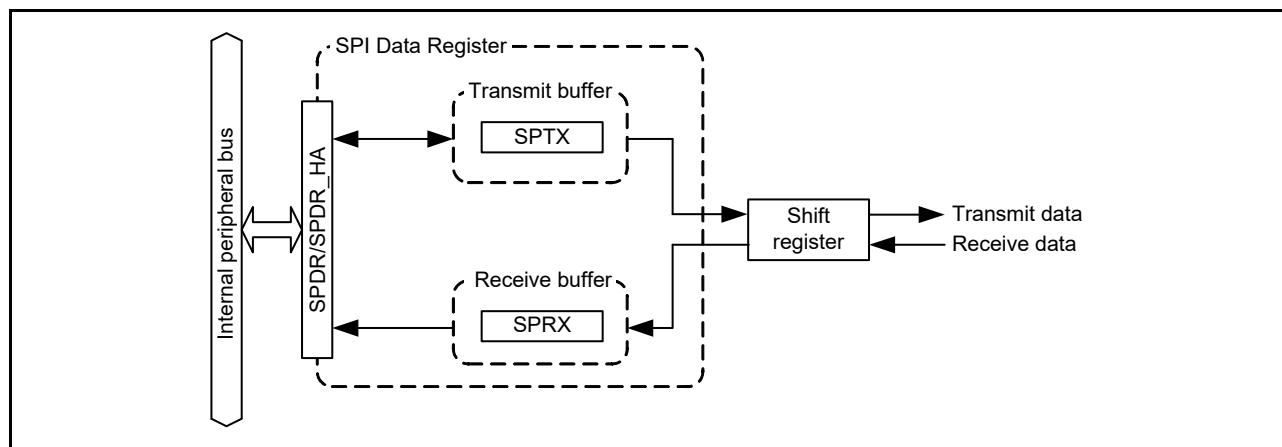 SPI Data Register
Transmit buffer
SPTX
Internal peripheral bus
SPDR/SPDR_HA
Shift
register
Transmit data
Receive data
Receive buffer
SPRX